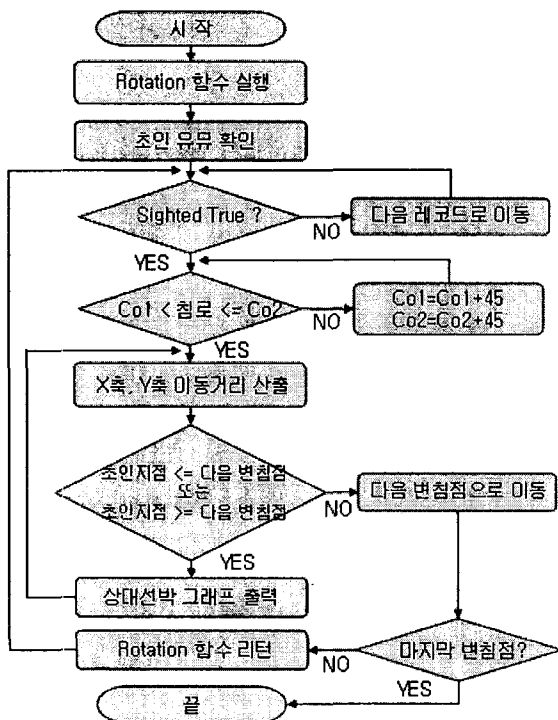 시 작
Rotation 함수 실행
초인 유뮤 확인
Sighted True ?
NO
다음 레코드로 이동
YES
Co1 < 침로 <= Co2
NO
Co1=Co1+45
Co2=Co2+45
YES
X축, Y축 이동거리 산출
초인지점 <= 다음 변침점
또는
초인지점 >= 다음 변침점
NO
다음 변침점으로 이동
YES
상대선박 그래프 출력
Rotation 함수 리턴
NO
마지막 변침점?
YES
끝